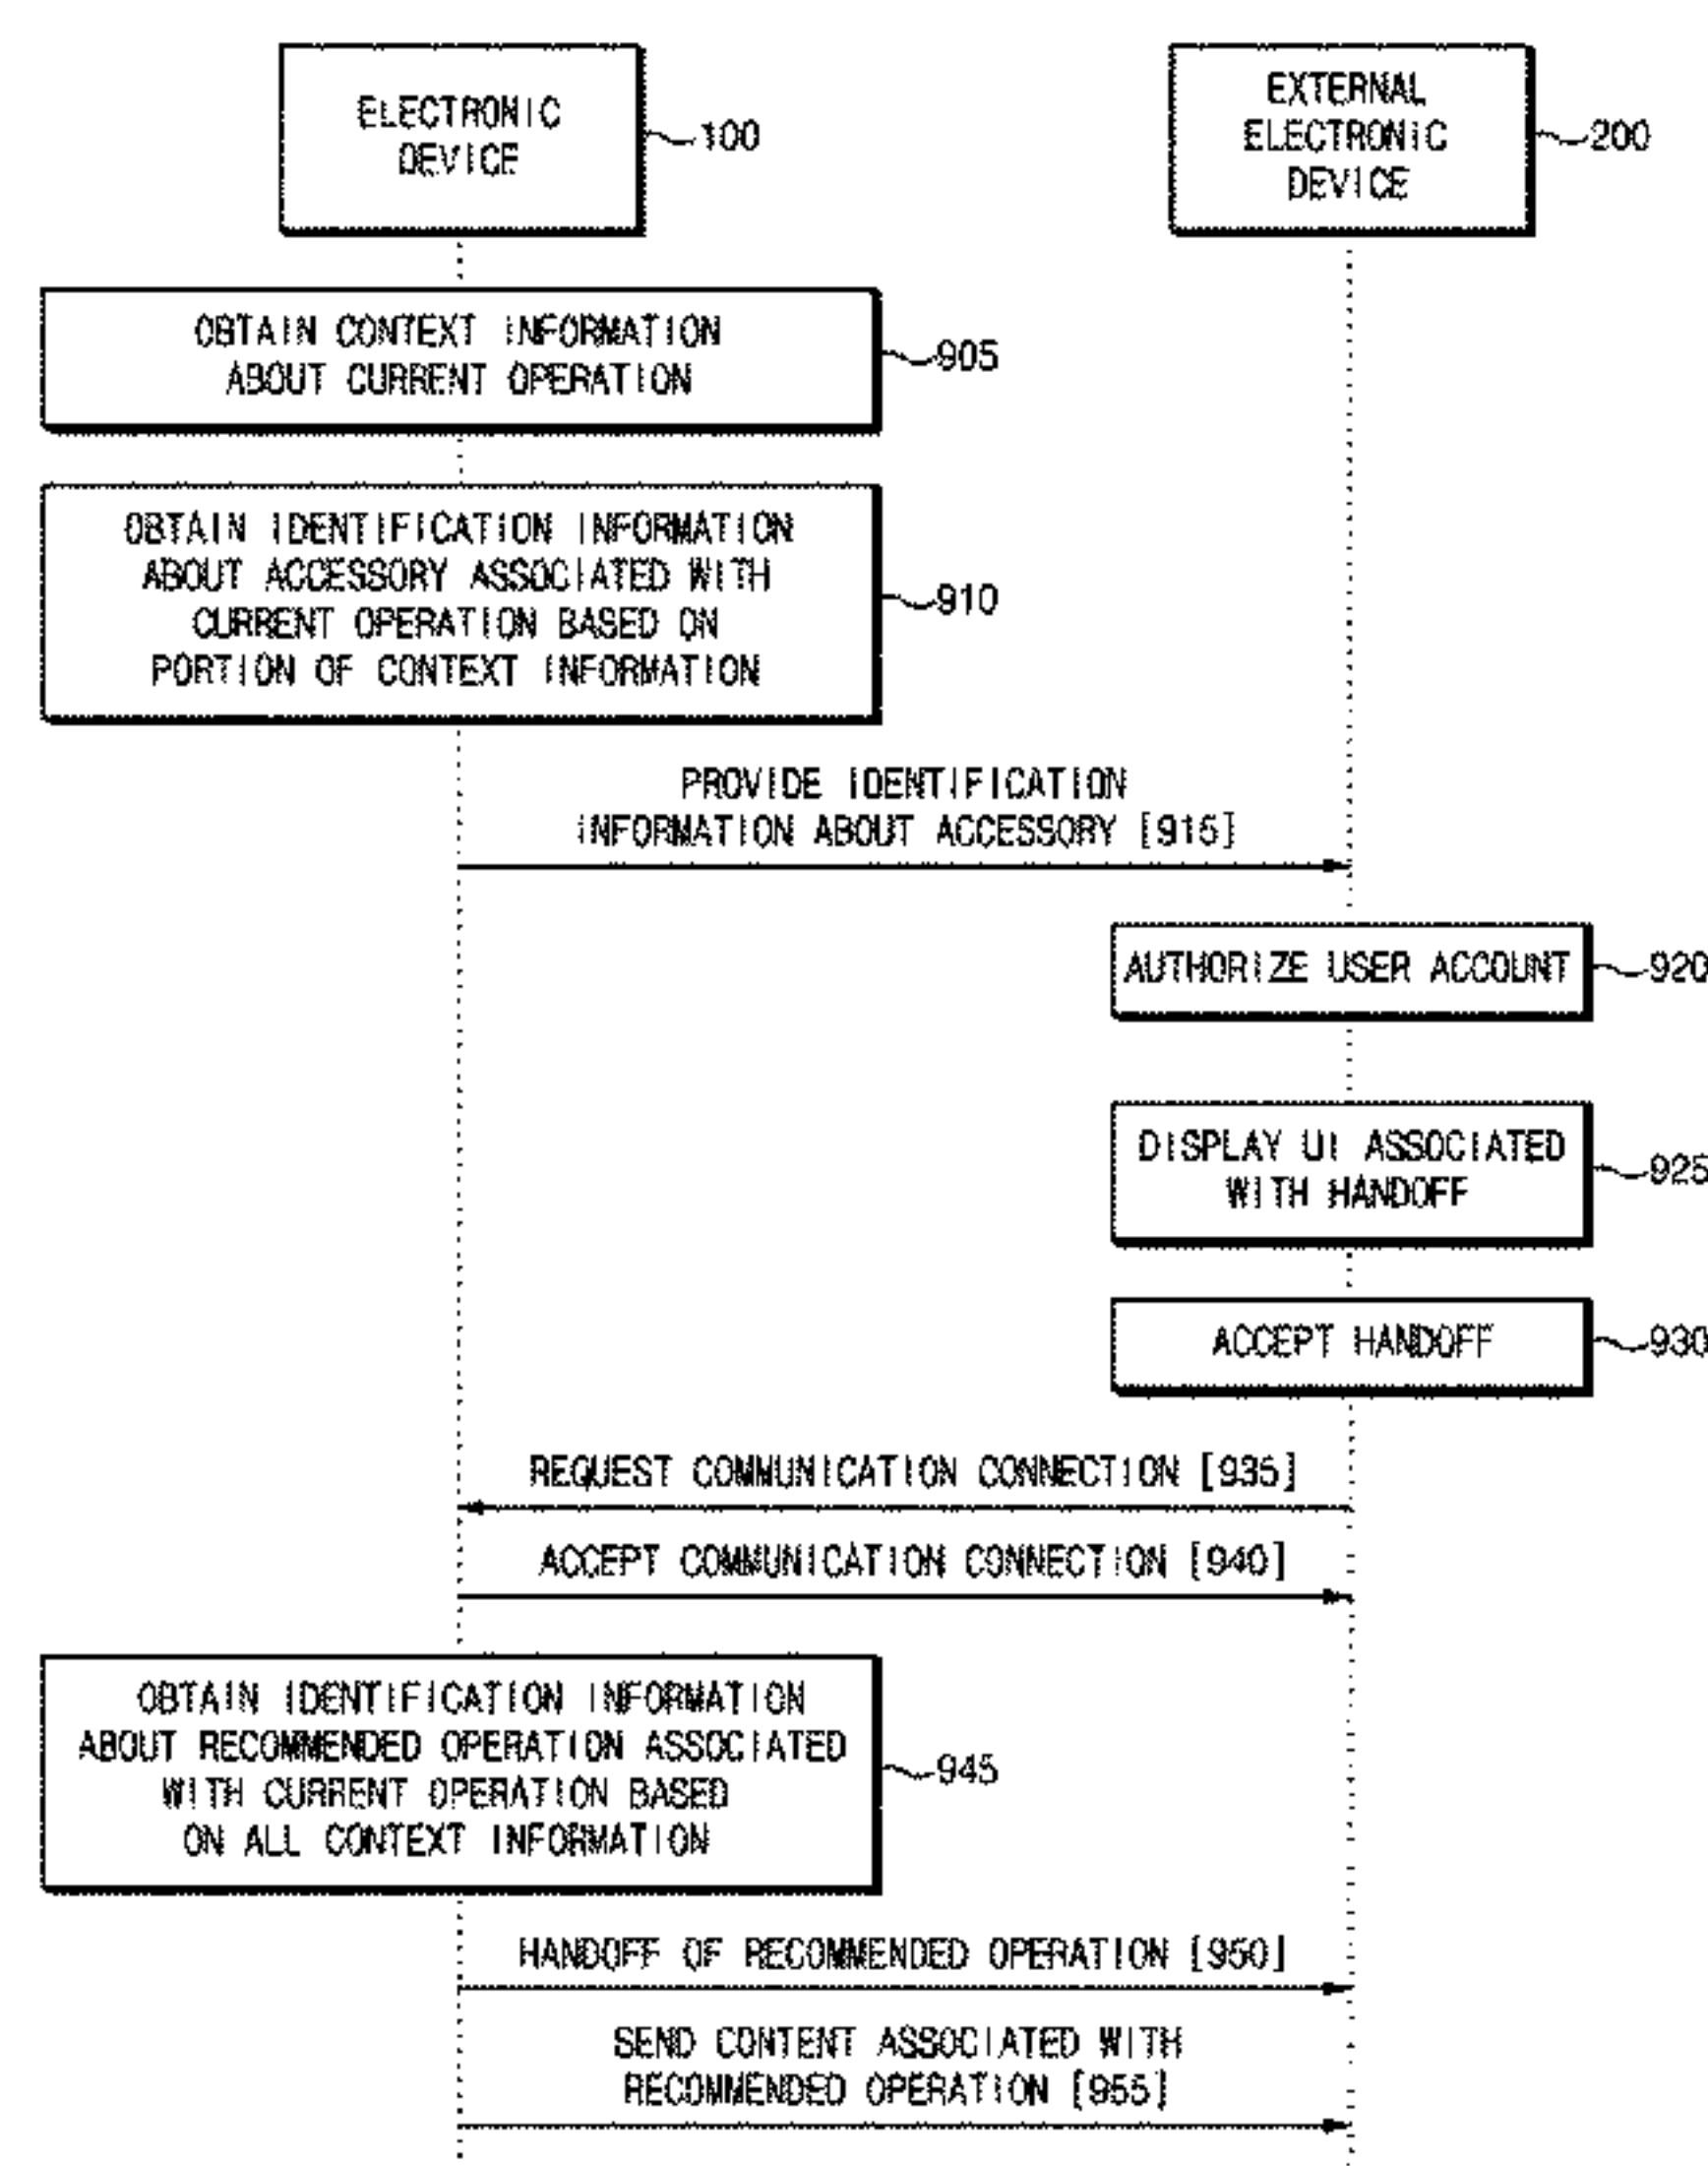 ELECTRONIC
DEVICE
100
EXTERNAL
ELECTRONIC
DEVICE
200
OBTAIN CONTEXT INFORMATION
ABOUT CURRENT OPERATION
905
OBTAIN IDENTIFICATION INFORMATION
ABOUT ACCESSORY ASSOCIATED WITH
CURRENT OPERATION BASED ON
PORTION OF CONTEXT INFORMATION
910
PROVIDE IDENTIFICATION
INFORMATION ABOUT ACCESSORY [915]
AUTHORIZE USER ACCOUNT
920
DISPLAY UI ASSOCIATED
WITH HANDOFF
925
ACCEPT HANDOFF
930
REQUEST COMMUNICATION CONNECTION [935]
ACCEPT COMMUNICATION CONNECTION [940]
OBTAIN IDENTIFICATION INFORMATION
ABOUT RECOMMENDED OPERATION ASSOCIATED
WITH CURRENT OPERATION BASED
ON ALL CONTEXT INFORMATION
945
HANDOFF OF RECOMMENDED OPERATION [950]
SEND CONTENT ASSOCIATED WITH
RECOMMENDED OPERATION [955]